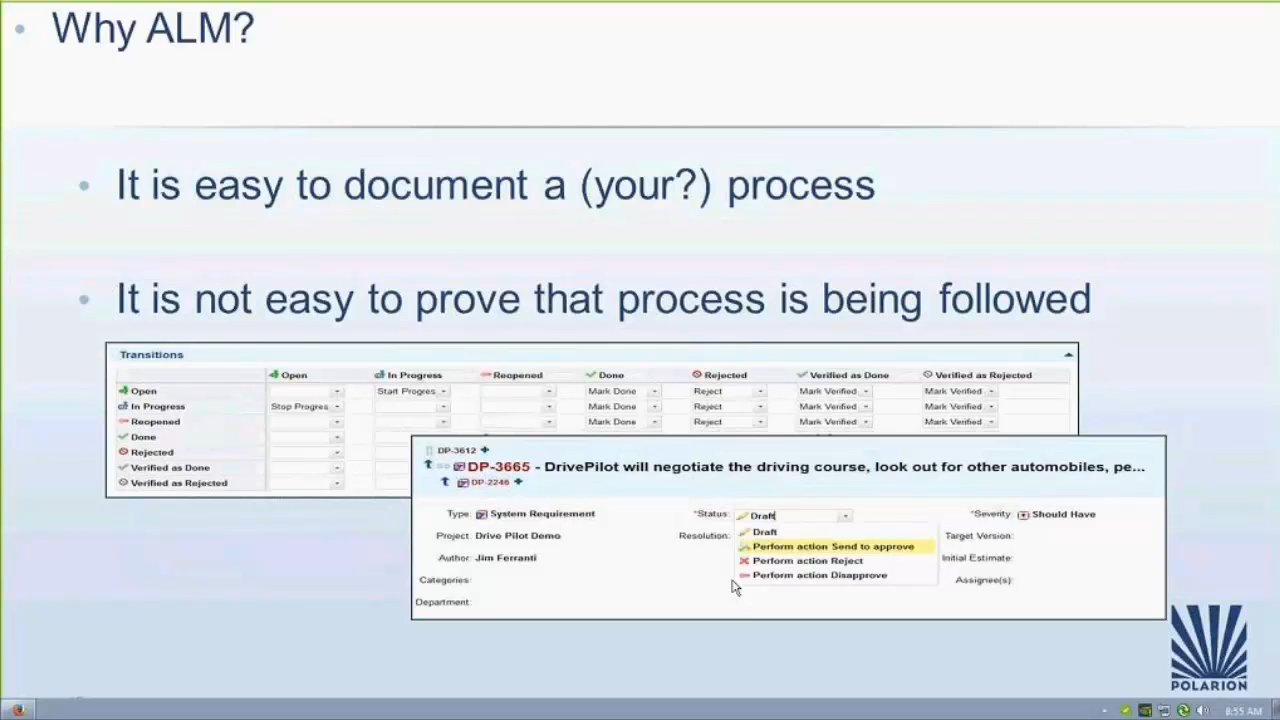 Why ALM?
It is easy to document a (your?) process
It is not easy to prove that process is being followed
Transitions
Open In Progress Reopened Done Rejected Verified as Done Verified as Rejected
Open Start Progres Mark Done Reject Mark Verified Mark Verified
In Progress Stop Progres Mark Done Reject Mark Verified Mark Verified
Reopened Mark Done Reject Mark Verified Mark Verified
Done
Rejected
Verified as Done
Verified as Rejected
DP-3612
DP-3665 - DrivePilot will negotiate the driving course, look out for other automobiles, pe...
DP-2246
Type: System Requirement *Status: Draft *Severity: Should Have
Project: Drive Pilot Demo Resolution: Draft Target Version:
Perform action Send to approve
Author: Jim Ferranti Perform action Reject Initial Estimate:
Categories: Perform action Disapprove Assignee(s):
Department:
POLARION
8:55 AM